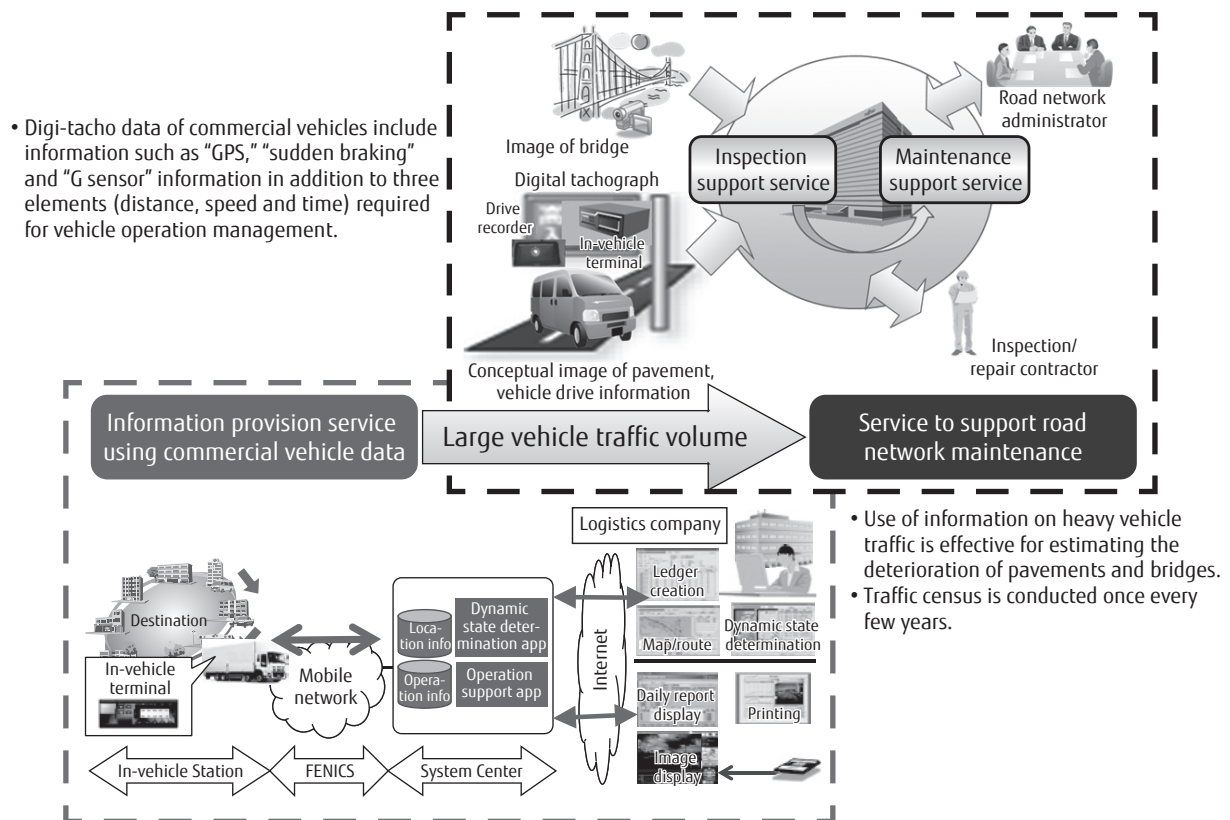 • Digi-tacho data of commercial vehicles include
information such as “GPS,” “sudden braking”
and “G sensor” information in addition to three
elements (distance, speed and time) required
for vehicle operation management.
Image of bridge
Digital tachograph
Drive
recorder
In-vehicle
terminal
Conceptual image of pavement,
vehicle drive information
Inspection
support service
Maintenance
support service
Road network
administrator
Inspection/
repair contractor
Information provision service
using commercial vehicle data
Large vehicle traffic volume
Service to support road
network maintenance
• Use of information on heavy vehicle
traffic is effective for estimating the
deterioration of pavements and bridges.
• Traffic census is conducted once every
few years.
Destination
In-vehicle
terminal
Mobile
network
Loca-
tion info
Dynamic
state deter-
mination app
Opera-
tion info
Operation
support app
Internet
Logistics company
Ledger
creation
Map/route
Dynamic state
determination
Daily report
display
Printing
Image
display
In-vehicle Station
FENICS
System Center